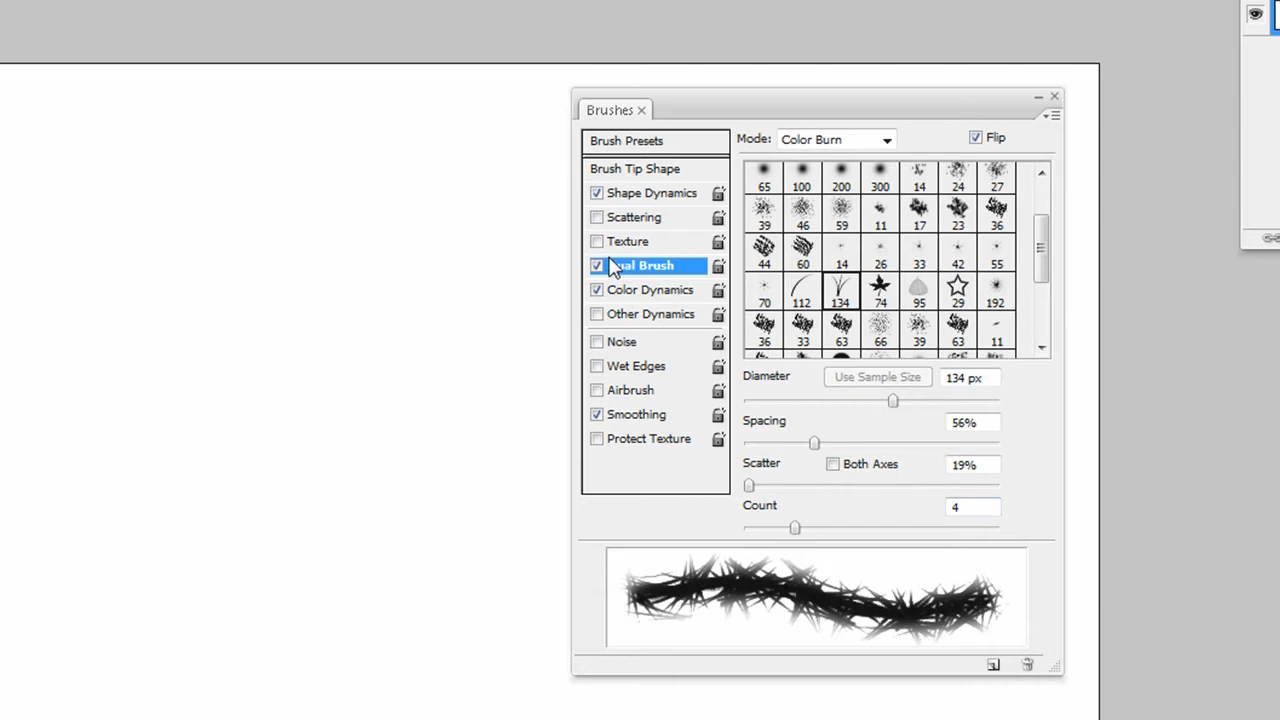 Brushes
Brush Presets
Mode: Color Burn Flip
Brush Tip Shape
Shape Dynamics
Scattering
Texture
Dual Brush
Color Dynamics
Other Dynamics
Noise
Wet Edges
Airbrush
Smoothing
Protect Texture
65 100 200 300 14 24 27
39 46 59 11 17 23 36
44 60 14 26 33 42 55
70 112 134 74 95 29 192
36 33 63 66 39 63 11
Diameter Use Sample Size 134 px
Spacing 56%
Scatter Both Axes 19%
Count 4